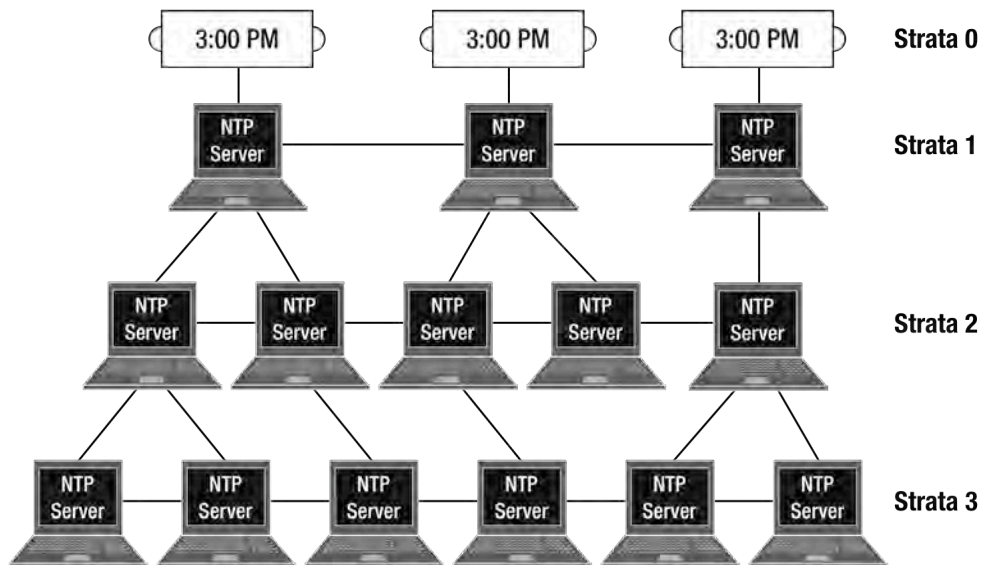 3:00 PM 3:00 PM 3:00 PM Strata 0
NTP NTP NTP
Server Server Server
Strata 1
NTP NTP NTP NTP NTP
Server Server Server Server Server
Strata 2
NTP NTP NTP NTP NTP NTP
Server Server Server Server Server Server
Strata 3